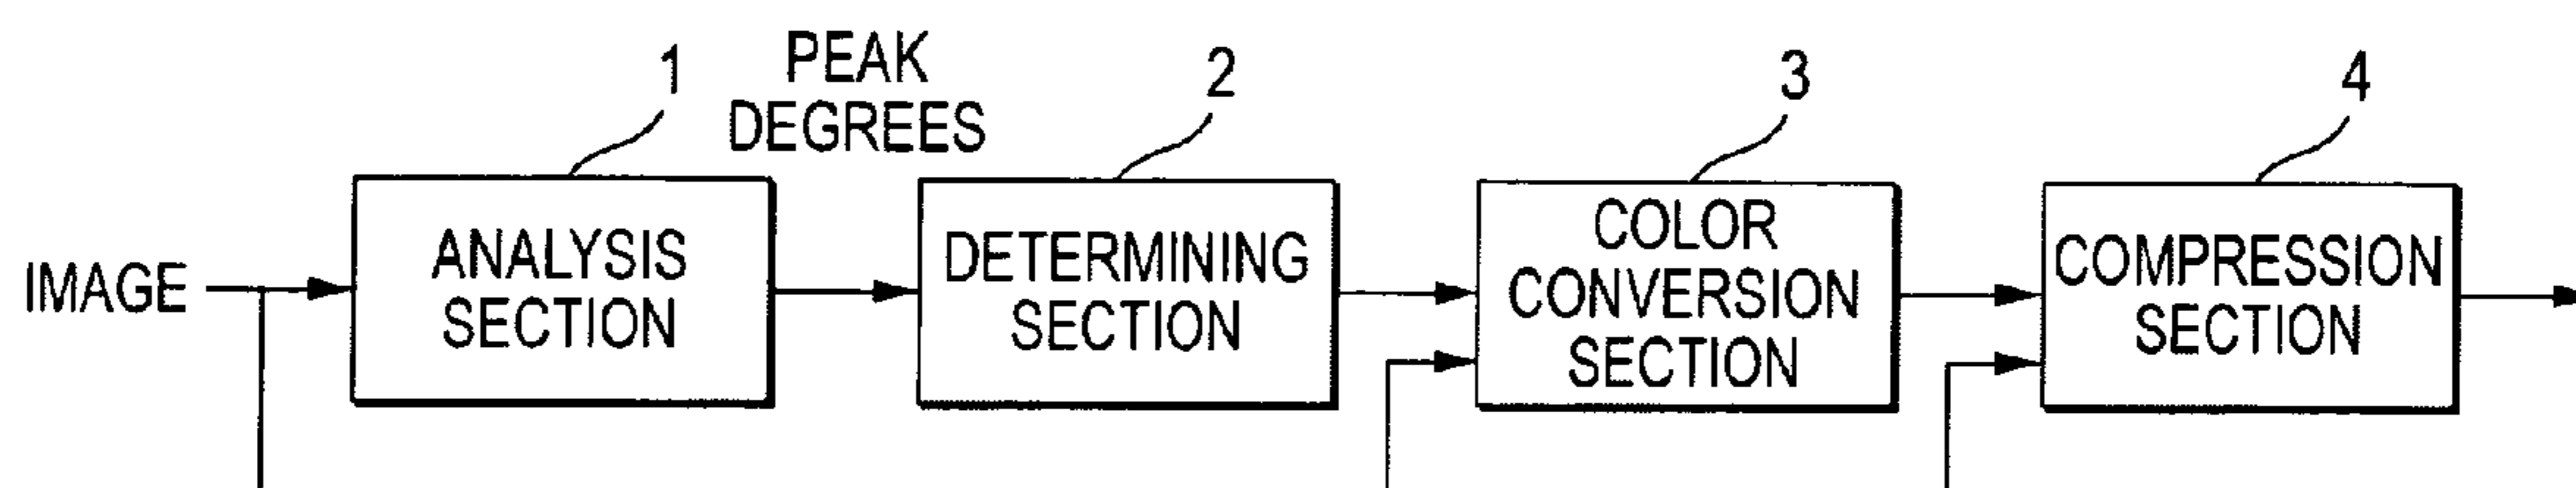 1
PEAK
DEGREES
2
3
4
IMAGE
ANALYSIS
SECTION
DETERMINING
SECTION
COLOR
CONVERSION
SECTION
COMPRESSION
SECTION